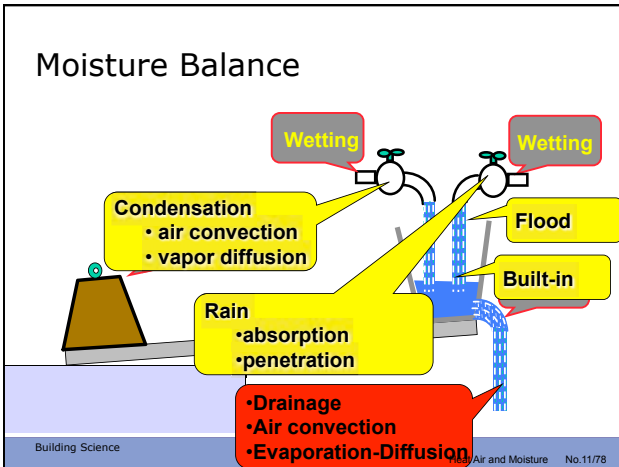 Moisture Balance
Wetting
Wetting
Condensation
• air convection
• vapor diffusion
Flood
Built-in
Rain
•absorption
•penetration
•Drainage
•Air convection
•Evaporation-Diffusion
Building Science
Heat Air and Moisture No.11/78